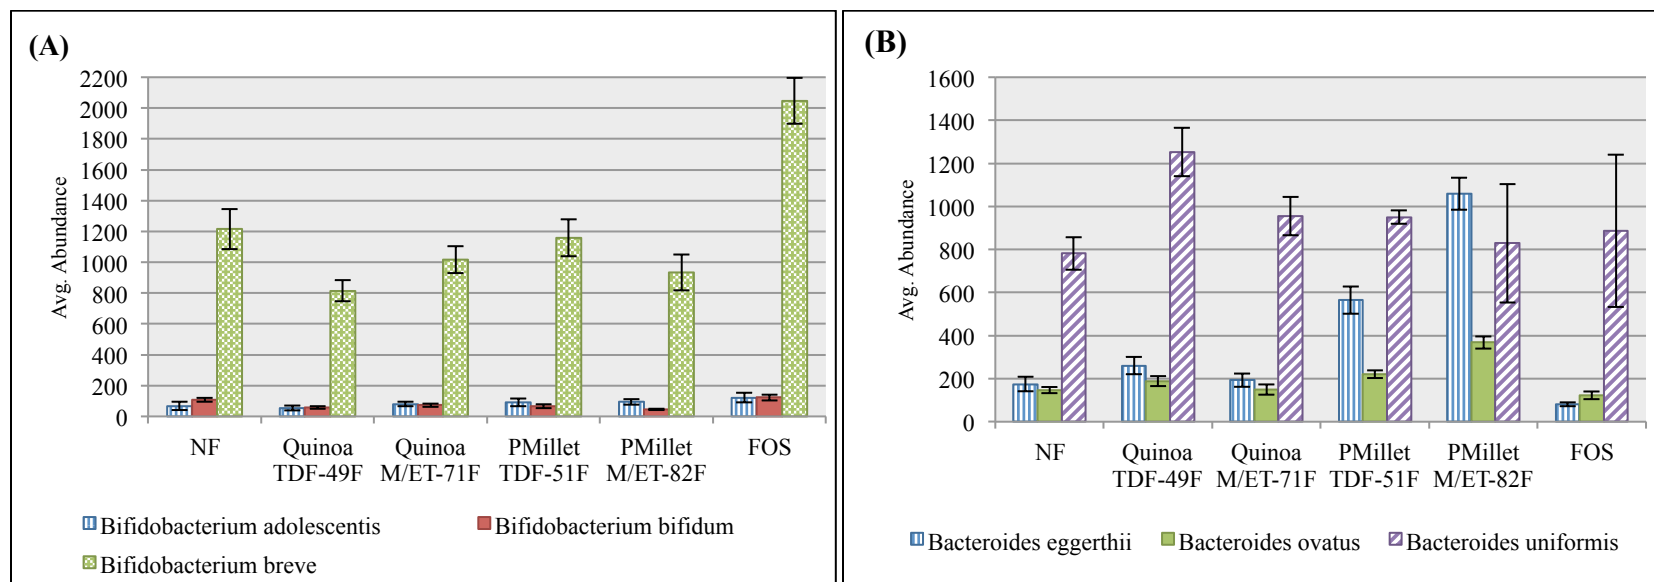 (A)
Avg. Abundance
2200
2000
1800
1600
1400
1200
1000
800
600
400
200
0
NF
Quinoa
TDF-49F
Quinoa
M/ET-71F
PMillet
TDF-51F
PMillet
M/ET-82F
FOS
Bifidobacterium adolescentis
Bifidobacterium bifidum
Bifidobacterium breve
(B)
Avg. Abundance
1600
1400
1200
1000
800
600
400
200
0
NF
Quinoa
TDF-49F
Quinoa
M/ET-71F
PMillet
TDF-51F
PMillet
M/ET-82F
FOS
Bacteroides eggerthii
Bacteroides ovatus
Bacteroides uniformis